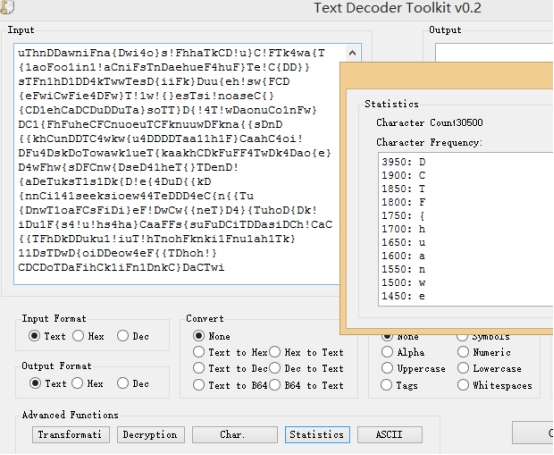 Text Decoder Toolkit v0.2
Input
Output
uThnDDawniFna{Dwi4o}s!FhhaTkCD!u}C!FTk4wa{T
{1aoFoo1in1!aCniFsTnDaehueF4huF}Te!C{DD}}
sTFn1hD1DD4kTwwTesD{iiFk}Duu{eh!sw{FCD
{eFwiCwFie4DFw}T!1w!{}esTsi!noaseC{}
{CD1ehCaDCDuDDuTa}soTT}D{!4T!wDaonuCo1nFw}
DC1{FhFuheCFCnuoeuTCFknuuwDFkna{{sDnD
{{khCunDDTC4wkw{u4DDDDTaa11h1F}CaahC4oi!
DFu4DskDoTowawk1ueT{kaakhCDkFuFF4TwDk4Dao{e}
D4wFhw{sDFCnw{DseD41heT{}TDenD!
{aDeTuksT1s1Dk{D!e{4DuD{{kD
{nnCi141seeksioew44TeDDD4eC{n{{Tu
{DnwT1oaFCsFiDi}eF!DwCw{{neT}D4}{TuhoD{Dk!
iDu1F{s4!u!hs4ha}CaaFFs{suFuDCiTDDasiDCh!CaC
{{TFhDkDDuku1!iuT!hTnohFknki1Fnu1ah1Tk}
11DsTDwD{oiDDeow4eF{{TDhoh!}
CDCDoTDaFihCk1iFn1DnkC}DaCTwi
Statistics
Character Count30500
Character Frequency:
3950: D
1900: C
1850: T
1800: F
1750: {
1700: h
1650: u
1600: a
1550: n
1500: w
1450: e
Input Format
Text Hex Dec
Output Format
Text Hex Dec
Convert
None
Text to Hex Hex to Text
Text to Dec Dec to Text
Text to B64 B64 to Text
None Symbols
Alpha Numeric
Uppercase Lowercase
Tags Whitespaces
Advanced Functions
Transformati Decryption Char. Statistics ASCII